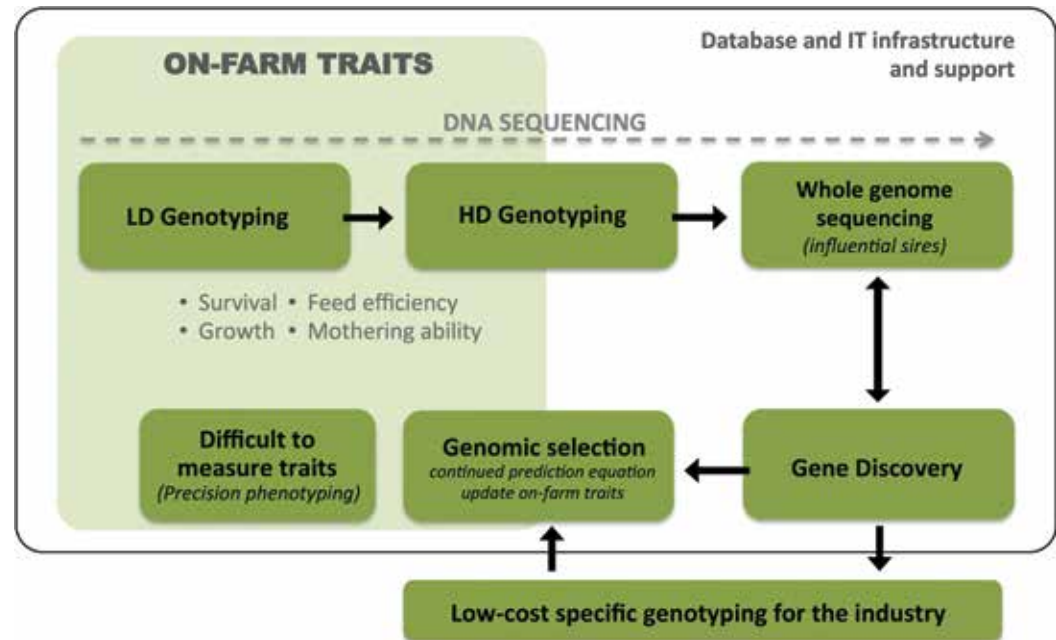 ON-FARM TRAITS
Database and IT infrastructure
and support
DNA SEQUENCING
LD Genotyping
HD Genotyping
Whole genome
sequencing
(influential sires)
• Survival • Feed efficiency
• Growth • Mothering ability
Difficult to
measure traits
(Precision phenotyping)
Genomic selection
continued prediction equation
update on-farm traits
Gene Discovery
Low-cost specific genotyping for the industry